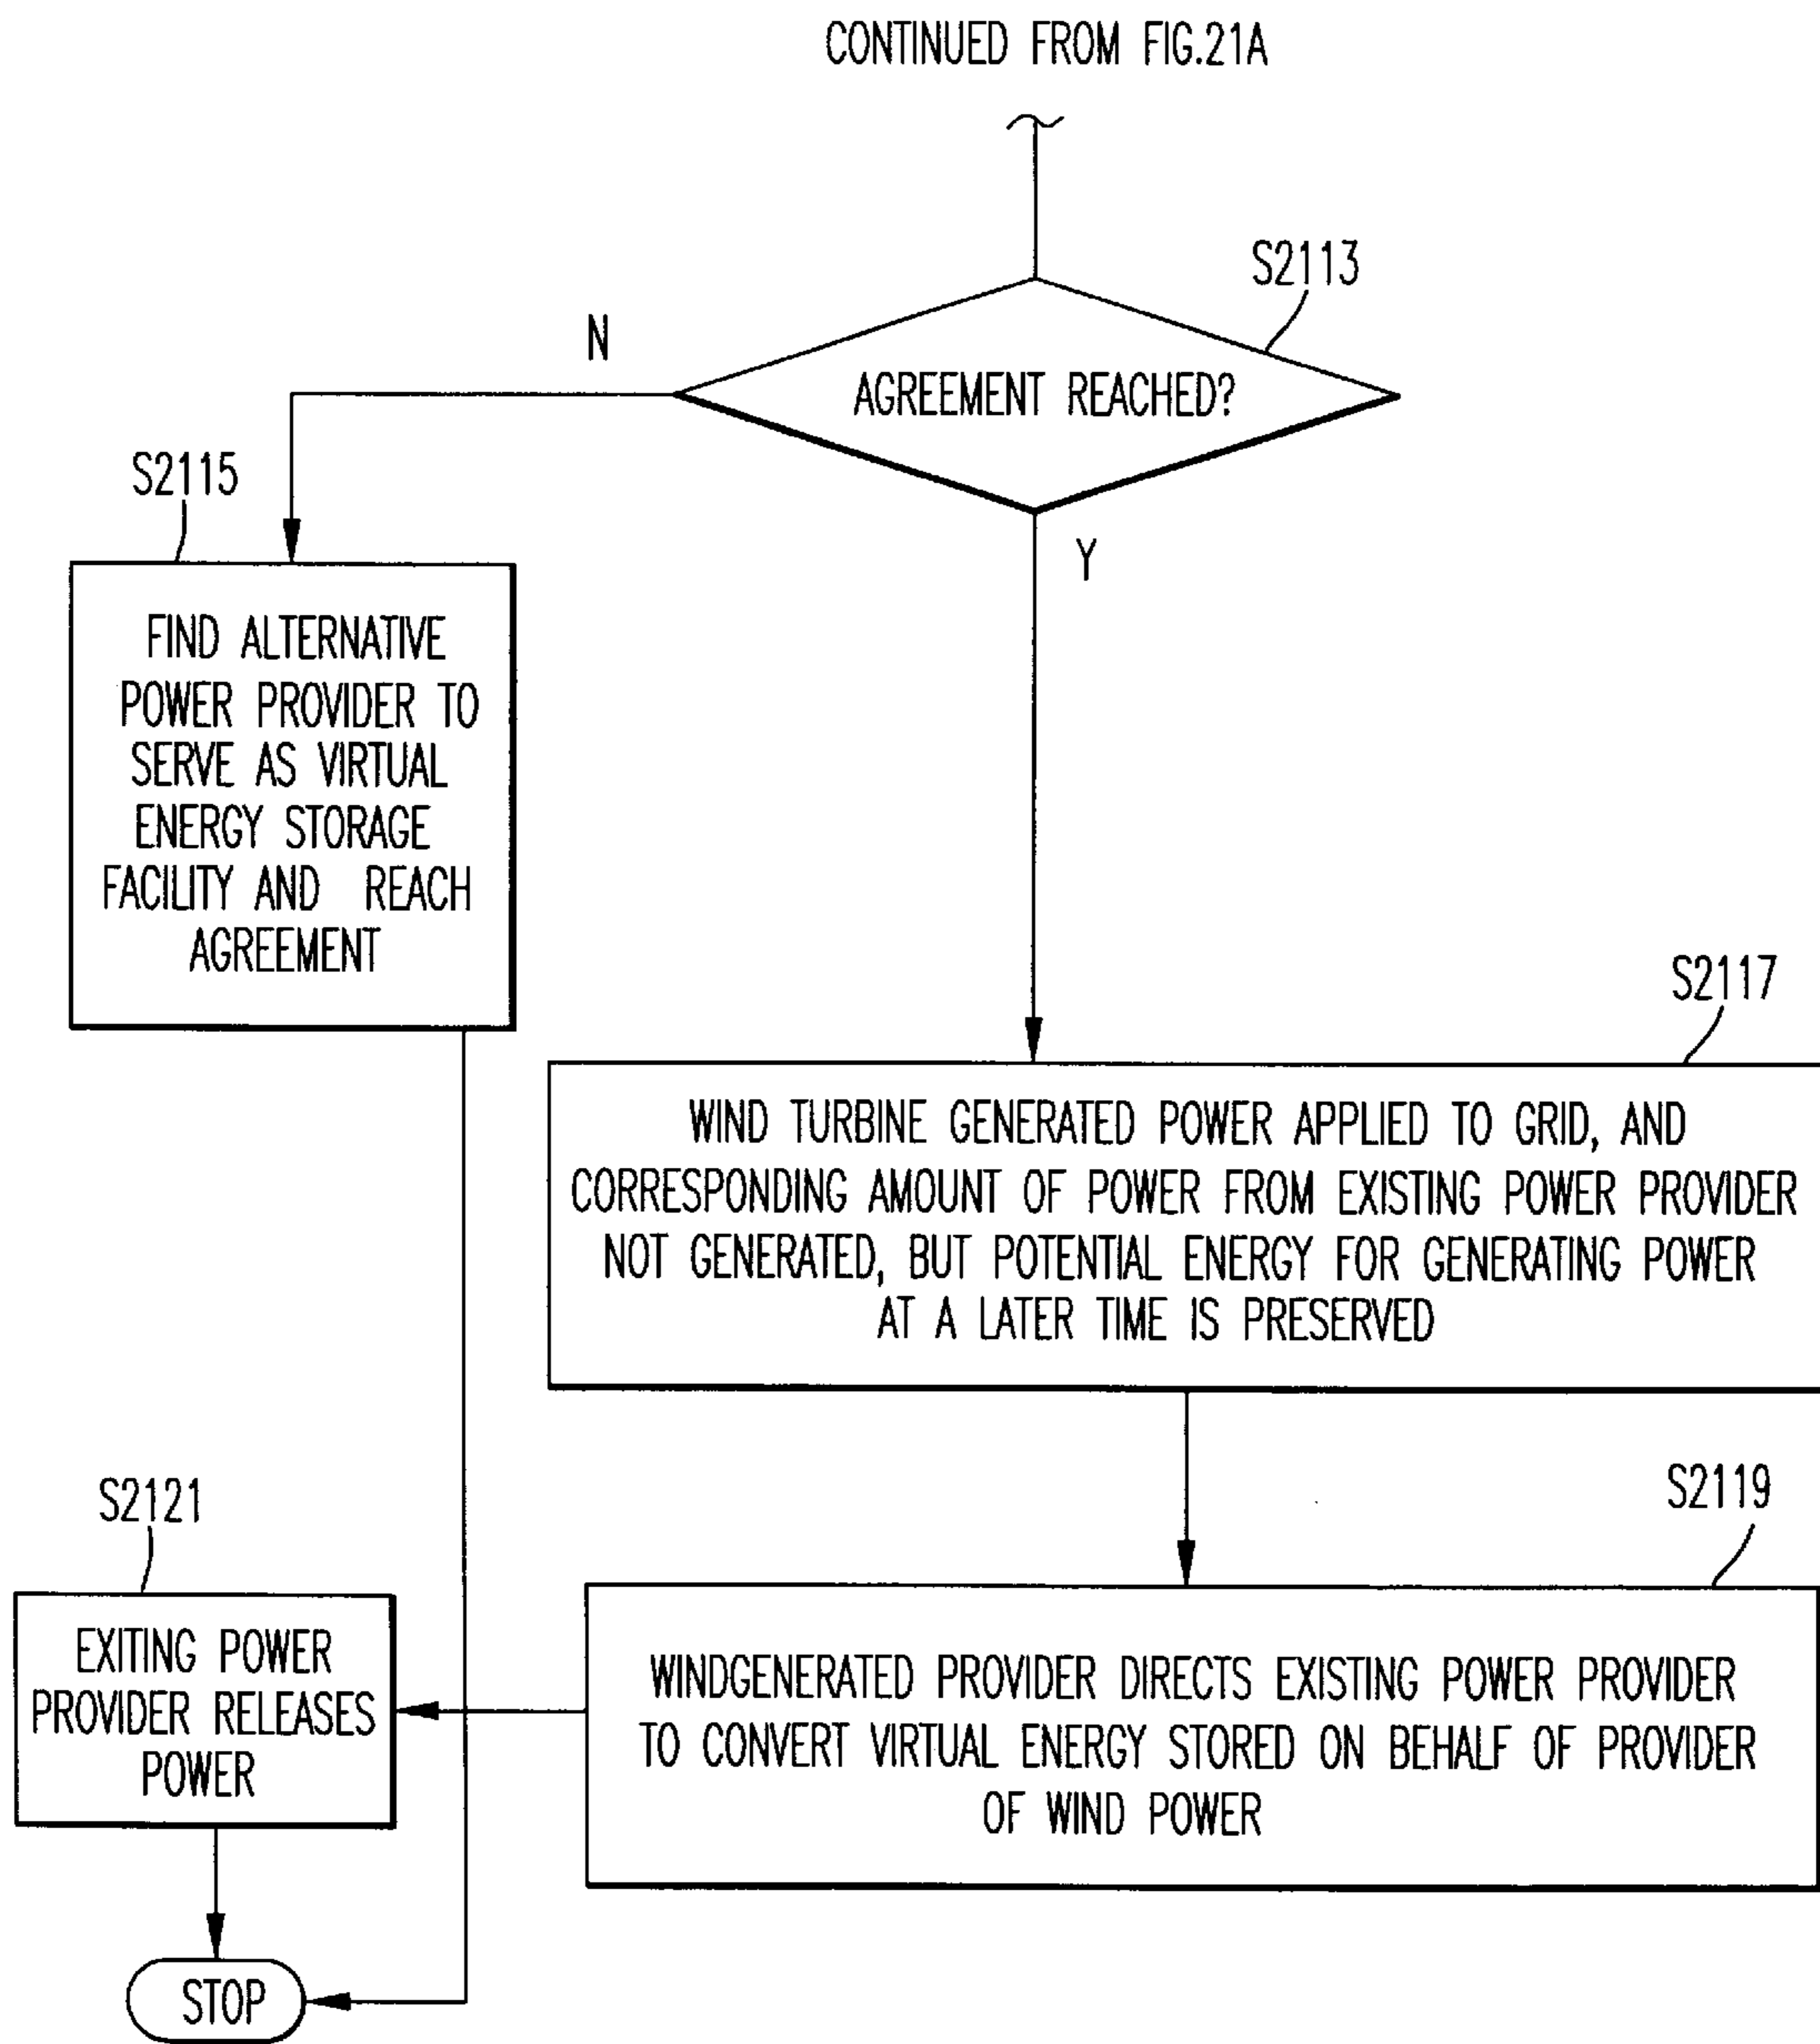 CONTINUED FROM FIG.21A
S2113
N
AGREEMENT REACHED?
Y
S2115
FIND ALTERNATIVE
POWER PROVIDER TO
SERVE AS VIRTUAL
ENERGY STORAGE
FACILITY AND REACH
AGREEMENT
S2117
WIND TURBINE GENERATED POWER APPLIED TO GRID, AND
CORRESPONDING AMOUNT OF POWER FROM EXISTING POWER PROVIDER
NOT GENERATED, BUT POTENTIAL ENERGY FOR GENERATING POWER
AT A LATER TIME IS PRESERVED
S2119
WINDGENERATED PROVIDER DIRECTS EXISTING POWER PROVIDER
TO CONVERT VIRTUAL ENERGY STORED ON BEHALF OF PROVIDER
OF WIND POWER
S2121
EXITING POWER
PROVIDER RELEASES
POWER
STOP